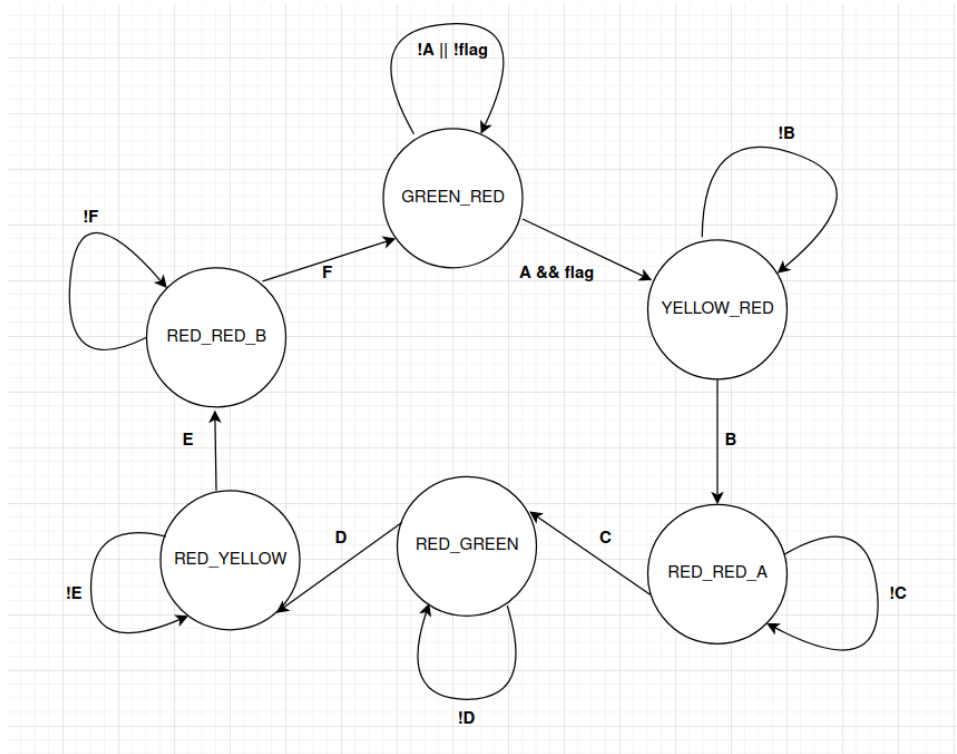 !A || !flag
GREEN_RED
!B
!F
F
A && flag
YELLOW_RED
RED_RED_B
E
B
D
C
RED_GREEN
RED_YELLOW
RED_RED_A
!E
!C
!D